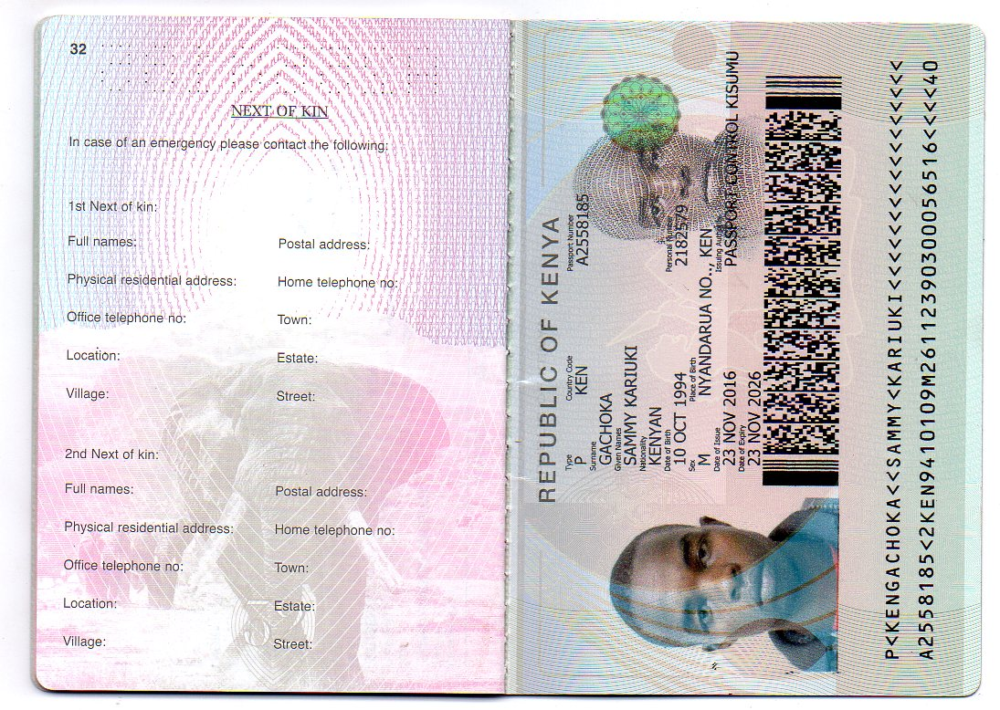 32
NEXT OF KIN
In case of an emergency please contact the following:
1st Next of kin:
Full names: Postal address:
Physical residential address: Home telephone no:
Office telephone no: Town:
Location: Estate:
Village: Street:
2nd Next of kin:
Full names: Postal address:
Physical residential address: Home telephone no:
Office telephone no: Town:
Location: Estate:
Village: Street:
REPUBLIC OF KENYA
Type Country Code Passport Number
P KEN A2558185
Surname
GACHOKA
Given Names
SAMMY KARIUKI
Nationality
KENYAN
Date of Birth Personal Number
10 OCT 1994 2182579
Sex Place of Birth
M NYANDARUA NO.., KEN
Date of Issue Issuing Authority
23 NOV 2016 PASSPORT CONTROL KISUMU
Date of Expiry
23 NOV 2026
P<KENGACHOKA<<SAMMY<KARIUKI<<<<<<<<<<<<<<<<<
A2558185<2KEN9410109M26112390300056516<<<<40